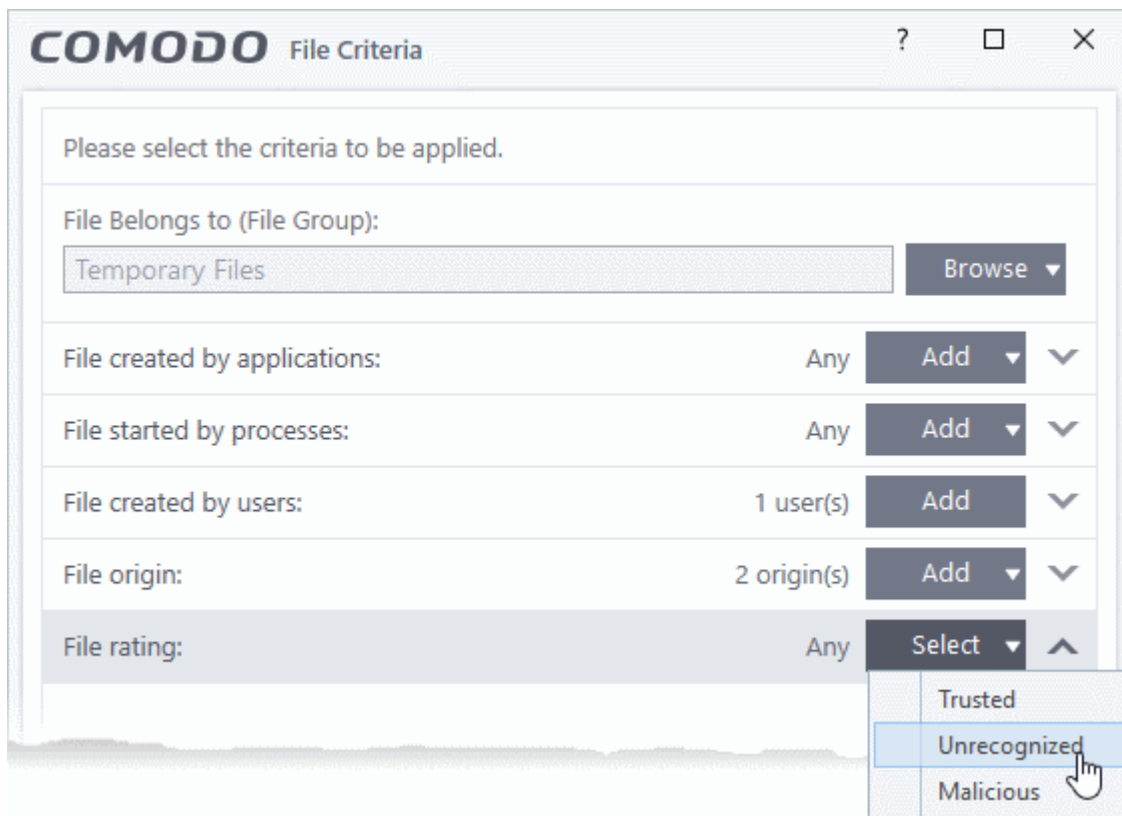 COMODO File Criteria ?
Please select the criteria to be applied.
File Belongs to (File Group):
Temporary Files Browse
File created by applications: Any Add
File started by processes: Any Add
File created by users: 1 user(s) Add
File origin: 2 origin(s) Add
File rating: Any Select
Trusted
Unrecognized
Malicious